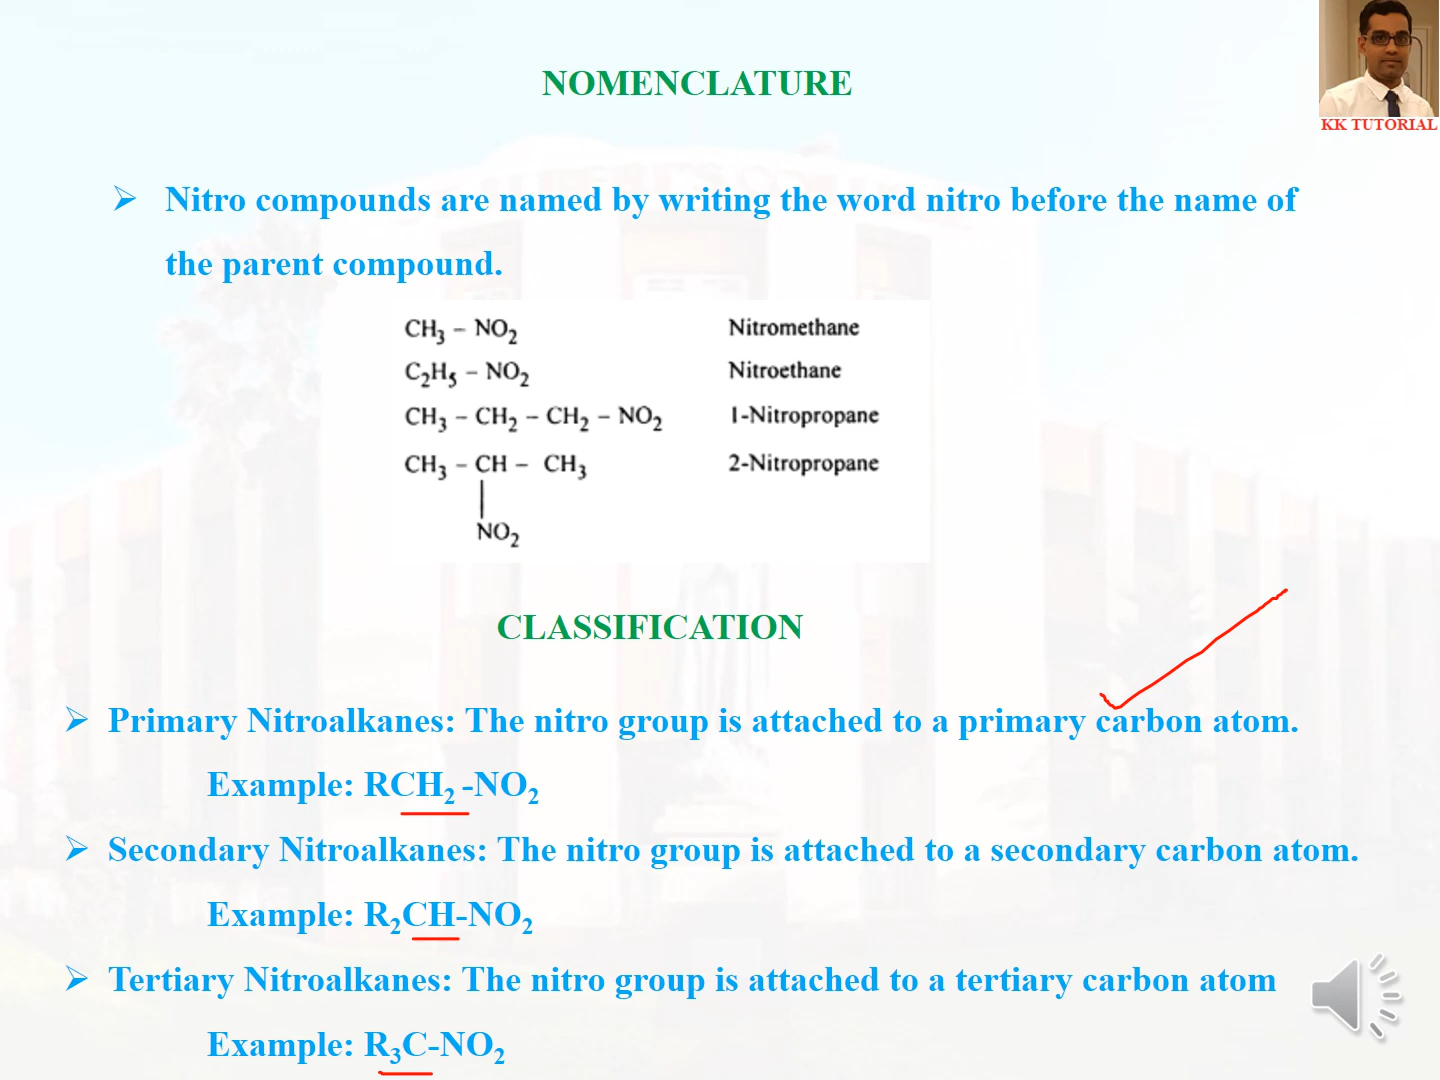 KK TUTORIAL
NOMENCLATURE
➢ Nitro compounds are named by writing the word nitro before the name of
the parent compound.
CH₃ – NO₂ Nitromethane
C₂H₅ – NO₂ Nitroethane
CH₃ – CH₂ – CH₂ – NO₂ 1-Nitropropane
CH₃ – CH – CH₃ 2-Nitropropane
|
NO₂
CLASSIFICATION
➢ Primary Nitroalkanes: The nitro group is attached to a primary carbon atom.
Example: RCH₂ -NO₂
➢ Secondary Nitroalkanes: The nitro group is attached to a secondary carbon atom.
Example: R₂CH-NO₂
➢ Tertiary Nitroalkanes: The nitro group is attached to a tertiary carbon atom
Example: R₃C-NO₂